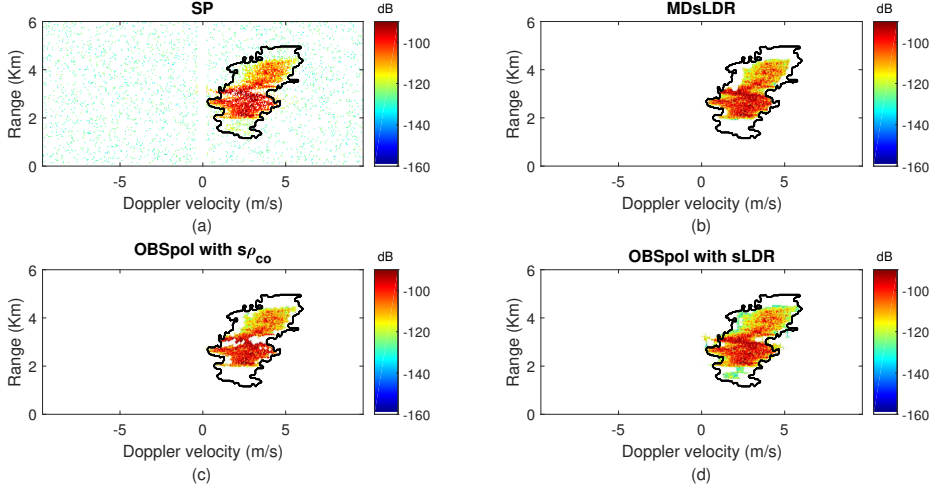 SP
dB
6
4
2
0
-100
-120
-140
-160
Range (Km)
-5
0
5
Doppler velocity (m/s)
(a)
MDsLDR
dB
6
4
2
0
-100
-120
-140
-160
Range (Km)
-5
0
5
Doppler velocity (m/s)
(b)
OBSpol with sρco
dB
6
4
2
0
-100
-120
-140
-160
Range (Km)
-5
0
5
Doppler velocity (m/s)
(c)
OBSpol with sLDR
dB
6
4
2
0
-100
-120
-140
-160
Range (Km)
-5
0
5
Doppler velocity (m/s)
(d)